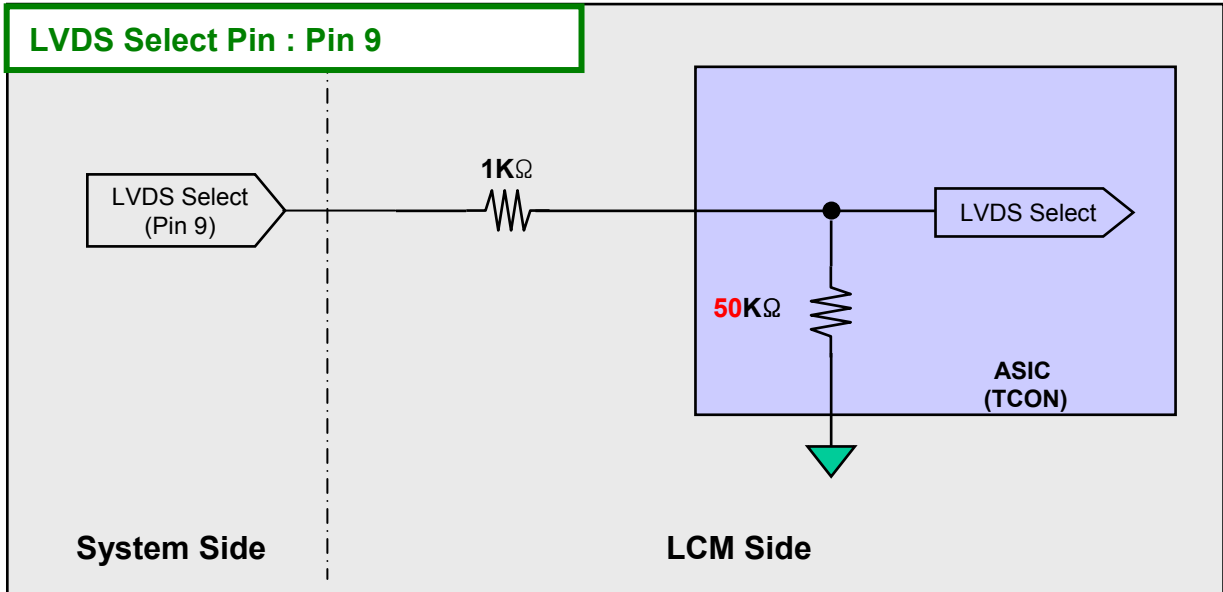 LVDS Select Pin : Pin 9
1KΩ
LVDS Select
(Pin 9)
LVDS Select
50KΩ
ASIC
(TCON)
System Side
LCM Side